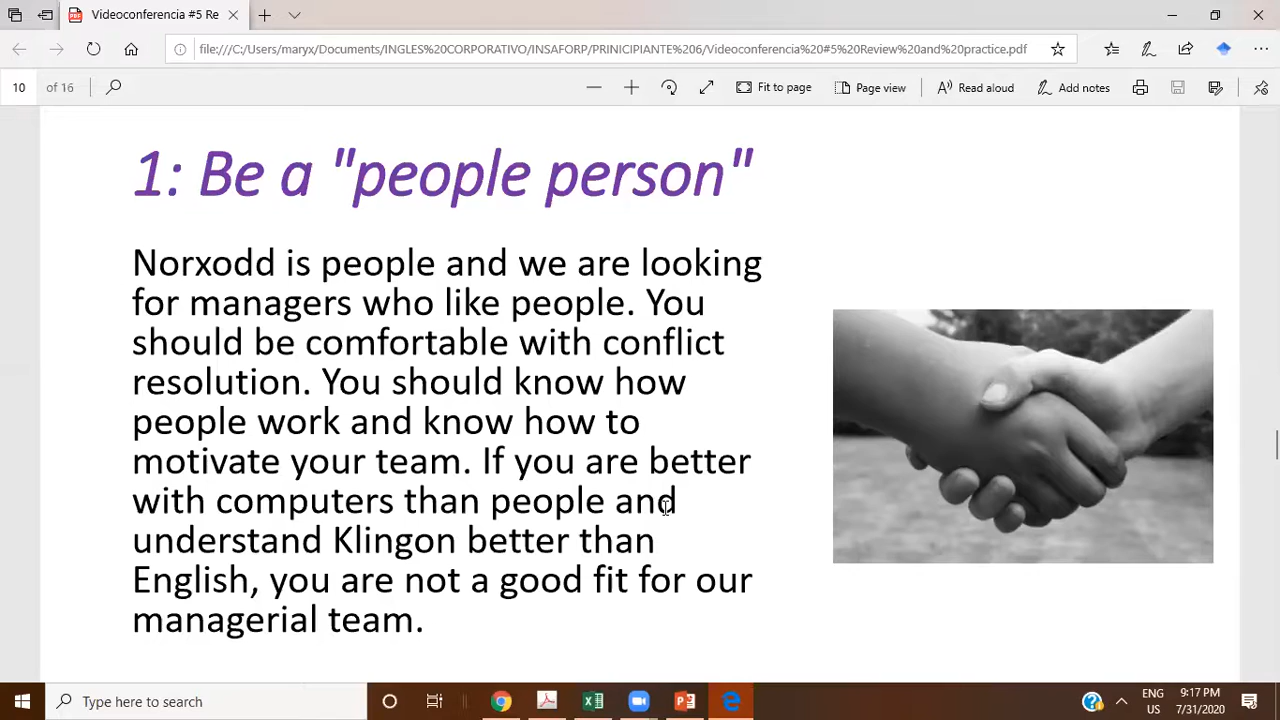 Videoconferencia #5 Re
file:///C:/Users/maryx/Documents/INGLES%20CORPORATIVO/INSAFORP/PRINICIPIANTE%206/Videoconferencia%20#5%20Review%20and%20practice.pdf
10 of 16
Fit to page
Page view
Read aloud
Add notes
1: Be a "people person"
Norxodd is people and we are looking
for managers who like people. You
should be comfortable with conflict
resolution. You should know how
people work and know how to
motivate your team. If you are better
with computers than people and
understand Klingon better than
English, you are not a good fit for our
managerial team.
Type here to search
ENG
US
9:17 PM
7/31/2020